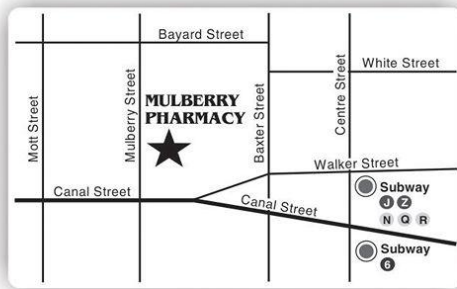 Bayard Street
White Street
Mott Street
Mulberry Street
MULBERRY
PHARMACY
Baxter Street
Centre Street
Walker Street
Canal Street
Canal Street
Subway
J Z
N Q R
Subway
6